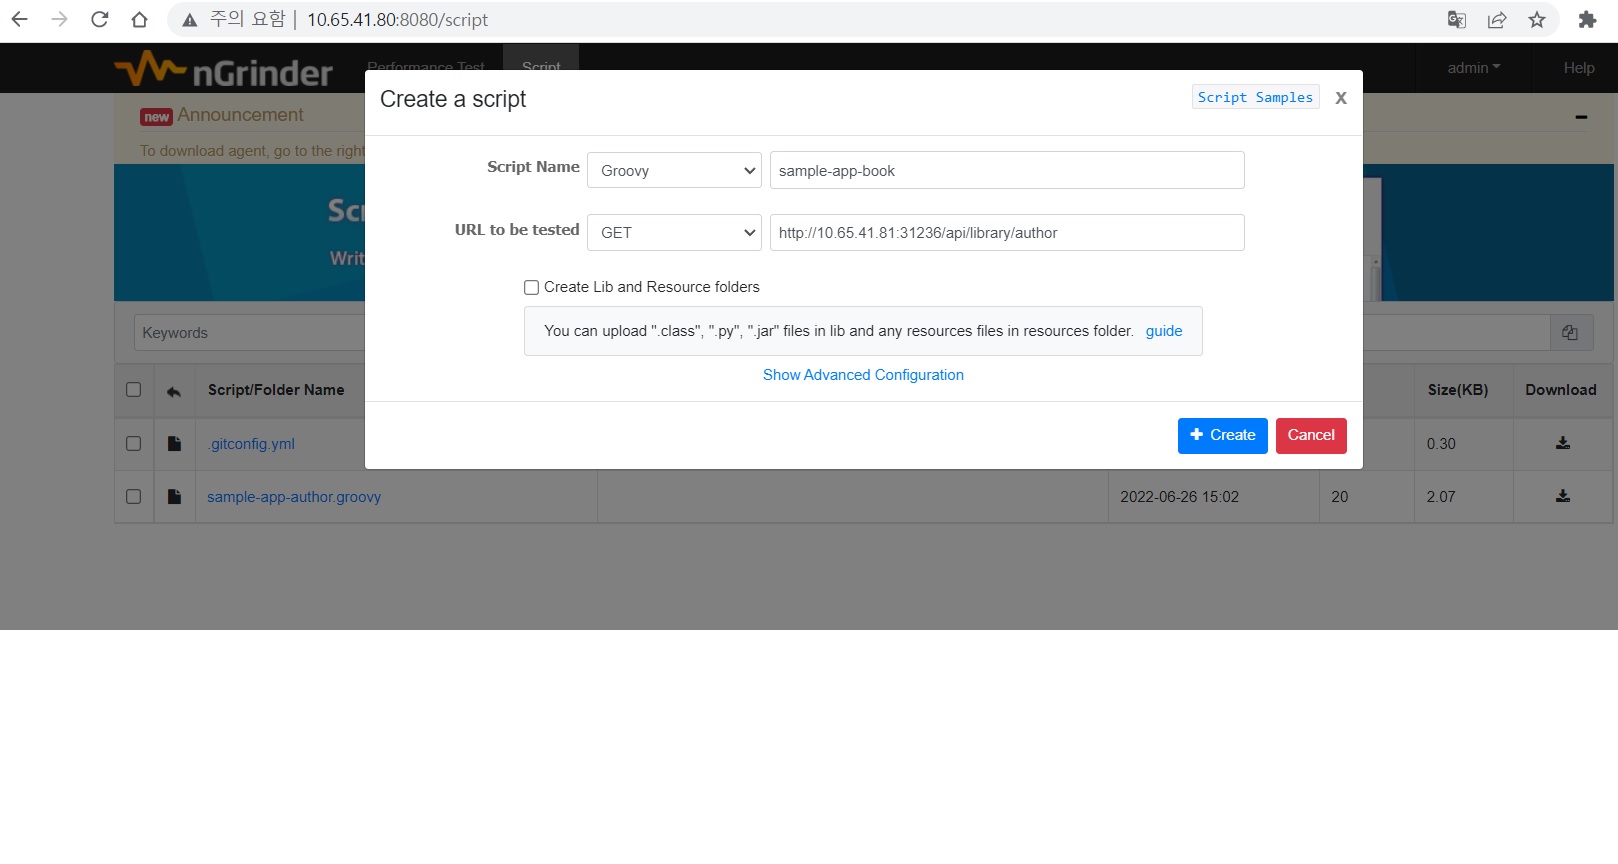 주의 요함 | 10.65.41.80:8080/script
nGrinder Performance Test Script admin Help
Create a script Script Samples X
new Announcement
To download agent, go to the right
Script Name Groovy sample-app-book
URL to be tested GET http://10.65.41.81:31236/api/library/author
Create Lib and Resource folders
You can upload ".class", ".py", ".jar" files in lib and any resources files in resources folder. guide
Show Advanced Configuration
Create Cancel
Keywords
Script/Folder Name Size(KB) Download
.gitconfig.yml 0.30
sample-app-author.groovy 2022-06-26 15:02 20 2.07